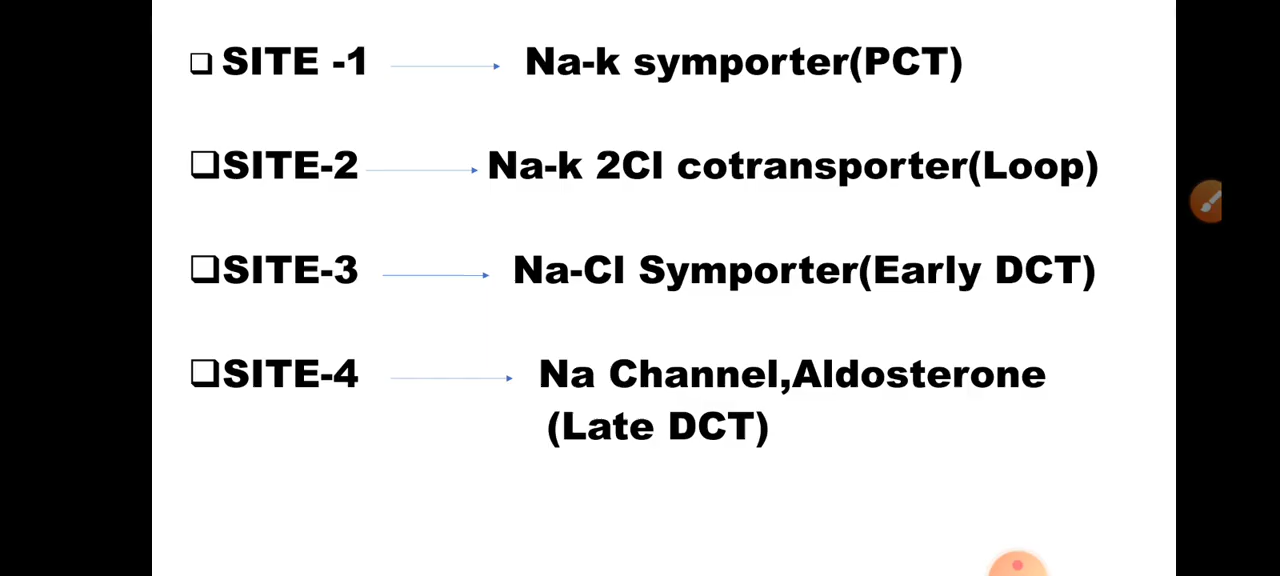 SITE -1 Na-k symporter(PCT)
SITE-2 Na-k 2Cl cotransporter(Loop)
SITE-3 Na-Cl Symporter(Early DCT)
SITE-4 Na Channel,Aldosterone
(Late DCT)